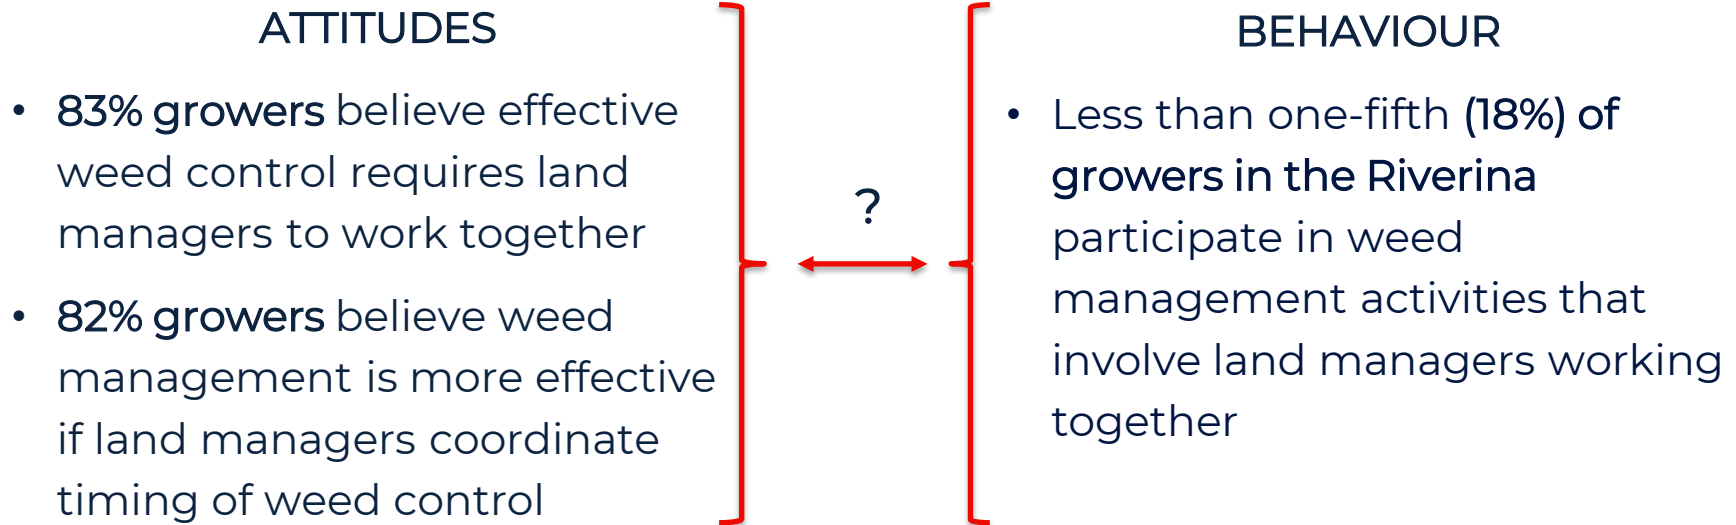 ATTITUDES
• 83% growers believe effective
weed control requires land
managers to work together
• 82% growers believe weed
management is more effective
if land managers coordinate
timing of weed control
?
BEHAVIOUR
• Less than one-fifth (18%) of
growers in the Riverina
participate in weed
management activities that
involve land managers working
together